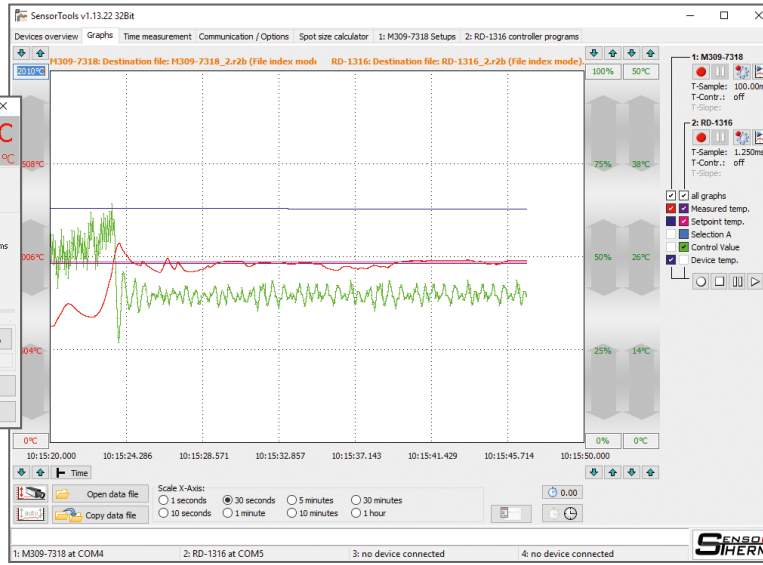 SensorTools v1.13.22 32Bit
Devices overview Graphs Time measurement Communication / Options Spot size calculator 1: M309-7318 Setups 2: RD-1316 controller programs
M309-7318: Destination file: M309-7318_2.r2b (File index mode RD-1316: Destination file: RD-1316_2.r2b (File index mode).
2010°C 100% 50°C
508°C 75% 38°C
006°C 50% 26°C
504°C 25% 14°C
0°C 0% 0°C
10:15:20.000 10:15:24.286 10:15:28.571 10:15:32.857 10:15:37.143 10:15:41.429 10:15:45.714 10:15:50.000
C
°C
ms
1: M309-7318
T-Sample: 100.00m
T-Contr.: off
T-Slope:
2: RD-1316
T-Sample: 1.250ms
T-Contr.: off
T-Slope:
all graphs
Measured temp.
Setpoint temp.
Selection A
Control Value
Device temp.
Time
Scale X-Axis:
1 seconds 30 seconds 5 minutes 30 minutes
10 seconds 1 minute 10 minutes 1 hour
Open data file
auto Copy data file
0.00
1: M309-7318 at COM4 2: RD-1316 at COM5 3: no device connected 4: no device connected
SENSO
THERM